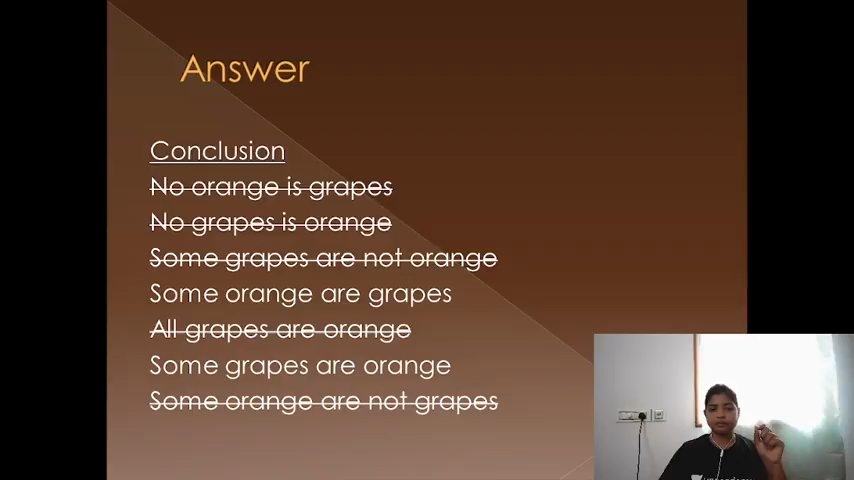 Answer
Conclusion
No orange is grapes
No grapes is orange
Some grapes are not orange
Some orange are grapes
All grapes are orange
Some grapes are orange
Some orange are not grapes